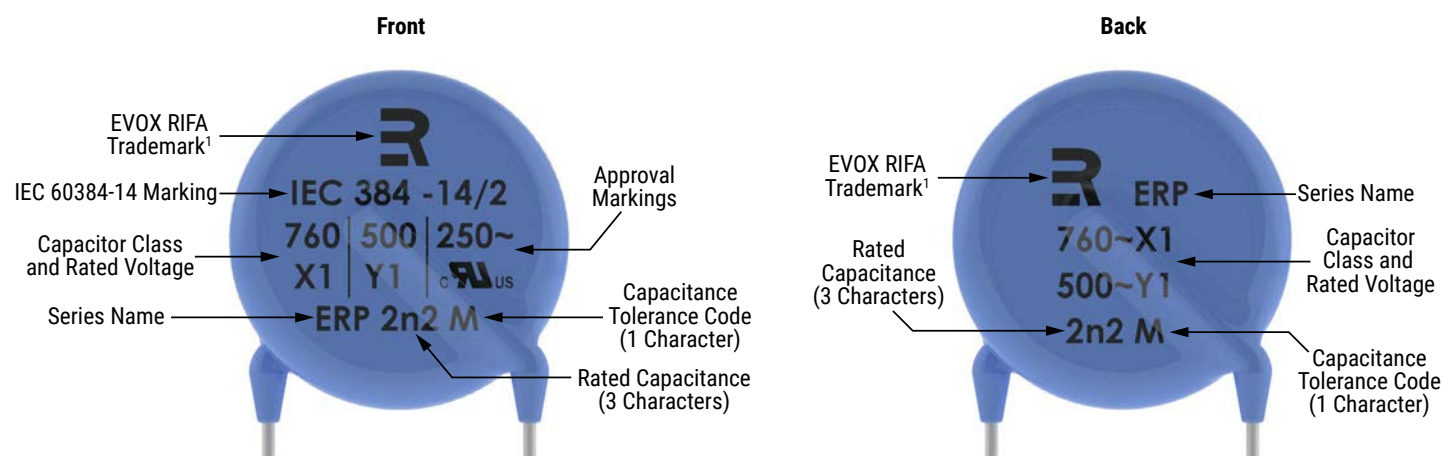 Front
EVOX RIFA
Trademark1
IEC 60384-14 Marking
Capacitor Class
and Rated Voltage
Series Name
ER
IEC 384 -14/2
760 | 500 | 250~
X1 | Y1 | c RU US
ERP 2n2 M
Approval
Markings
Capacitance
Tolerance Code
(1 Character)
Rated Capacitance
(3 Characters)
Back
EVOX RIFA
Trademark1
Rated
Capacitance
(3 Characters)
ER
ERP
760~X1
500~Y1
2n2 M
Series Name
Capacitor
Class and
Rated Voltage
Capacitance
Tolerance Code
(1 Character)